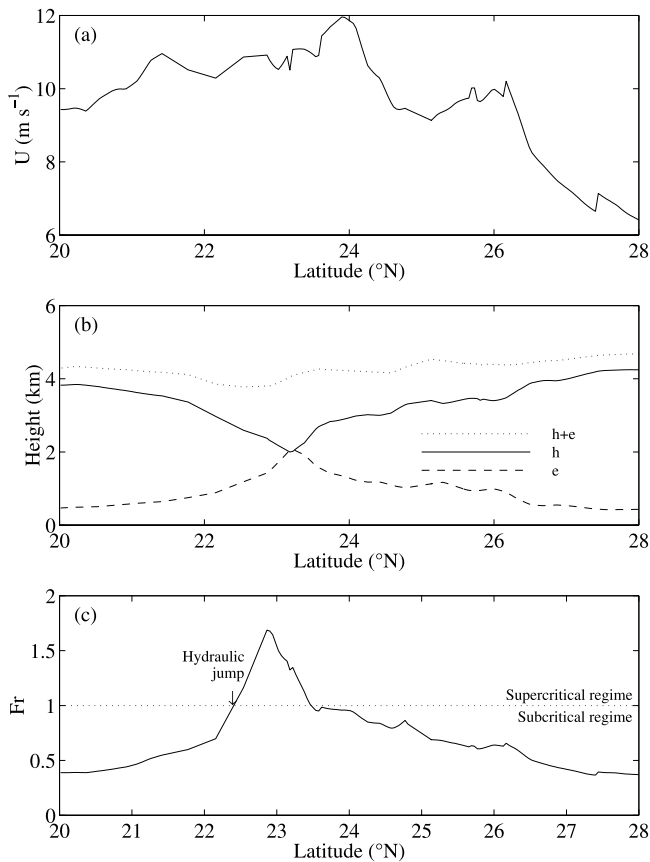 (a)
12
10
8
6
U (m s⁻¹)
20 22 24 26 28
Latitude (°N)
(b)
6
4
2
0
Height (km)
h+e
h
e
20 22 24 26 28
Latitude (°N)
(c)
2
1.5
1
0.5
0
Fr
Hydraulic
jump
Supercritical regime
Subcritical regime
20 21 22 23 24 25 26 27 28
Latitude (°N)